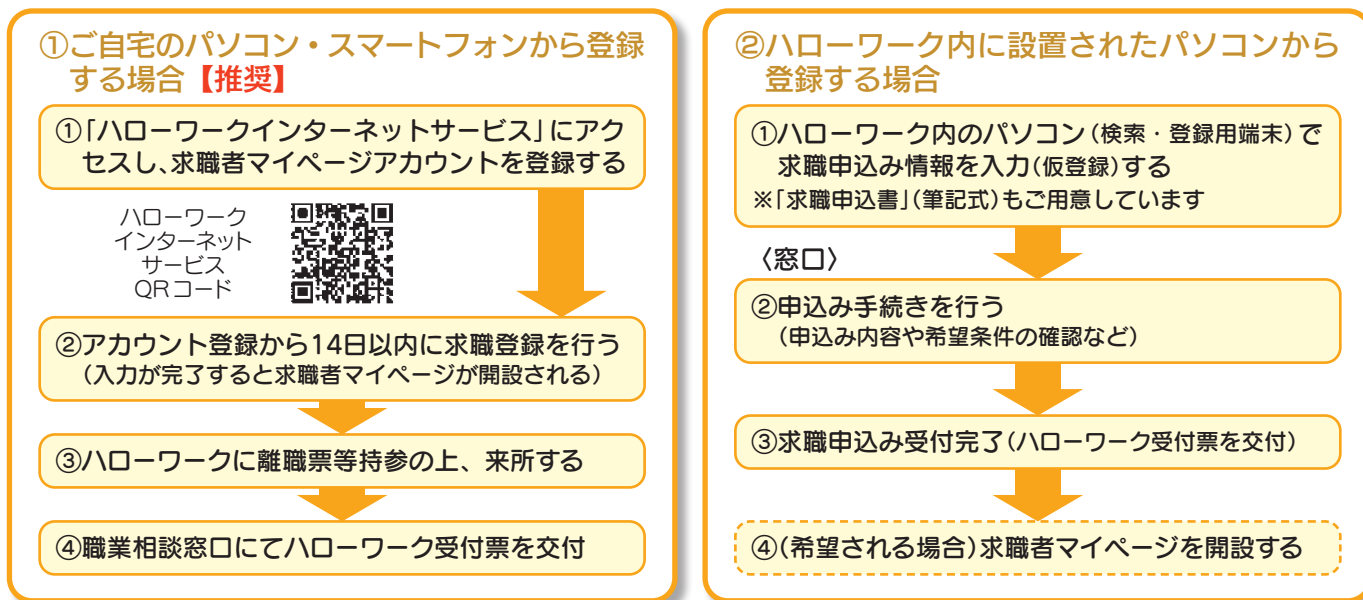 ①ご自宅のパソコン・スマートフォンから登録
する場合【推奨】
①「ハローワークインターネットサービス」にアク
セスし、求職者マイページアカウントを登録する
ハローワーク
インターネット
サービス
QRコード
②アカウント登録から14日以内に求職登録を行う
(入力が完了すると求職者マイページが開設される)
③ハローワークに離職票等持参の上、来所する
④職業相談窓口にてハローワーク受付票を交付
②ハローワーク内に設置されたパソコンから
登録する場合
①ハローワーク内のパソコン(検索・登録用端末)で
求職申込み情報を入力(仮登録)する
※「求職申込書」(筆記式)もご用意しています
〈窓口〉
②申込み手続きを行う
(申込み内容や希望条件の確認など)
③求職申込み受付完了(ハローワーク受付票を交付)
④(希望される場合)求職者マイページを開設する